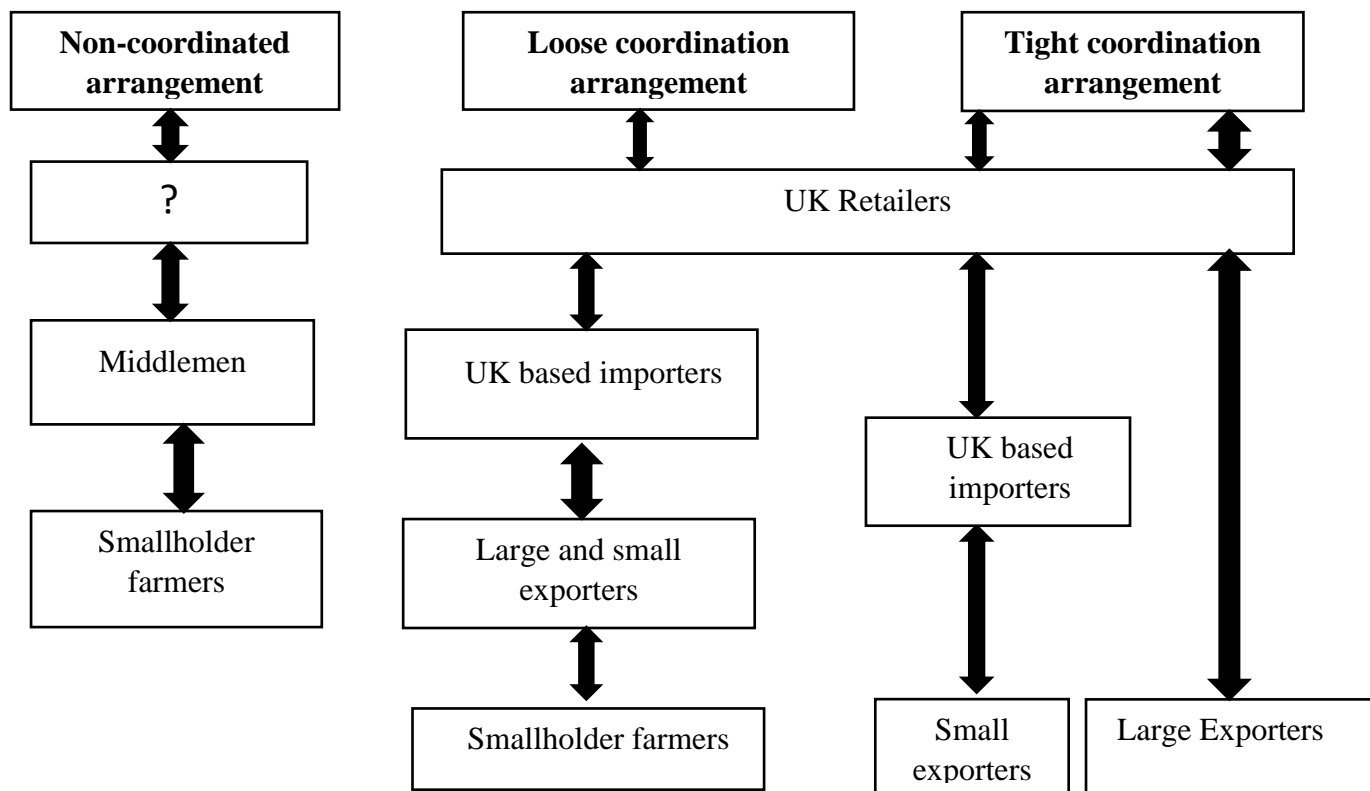 Non-coordinated
arrangement
Loose coordination
arrangement
Tight coordination
arrangement
?
UK Retailers
Middlemen
UK based importers
UK based
importers
Smallholder
farmers
Large and small
exporters
Smallholder farmers
Small
exporters
Large Exporters